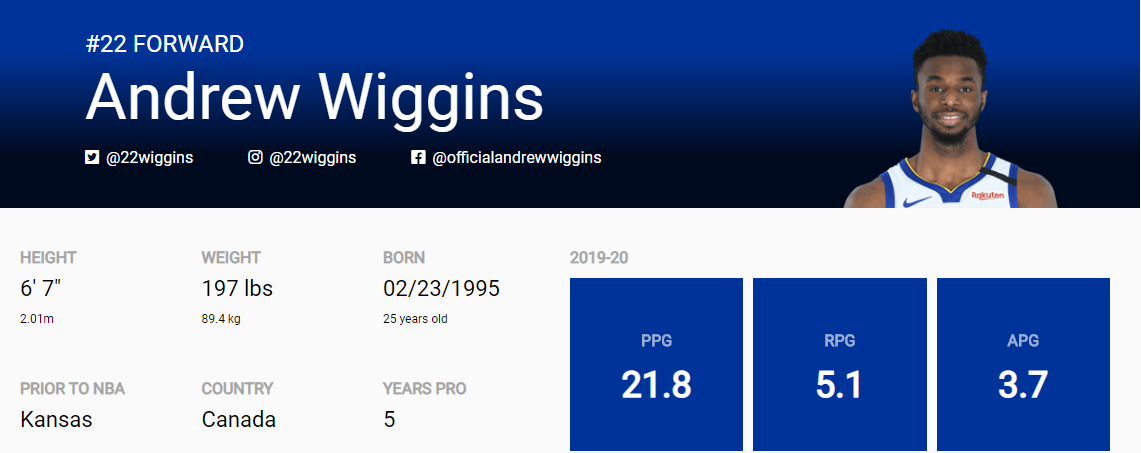 #22 FORWARD
Andrew Wiggins
@22wiggins @22wiggins @officialandrewwiggins
Rakuten
HEIGHT WEIGHT BORN 2019-20
6' 7" 197 lbs 02/23/1995
2.01m 89.4 kg 25 years old
PPG RPG APG
21.8 5.1 3.7
PRIOR TO NBA COUNTRY YEARS PRO
Kansas Canada 5